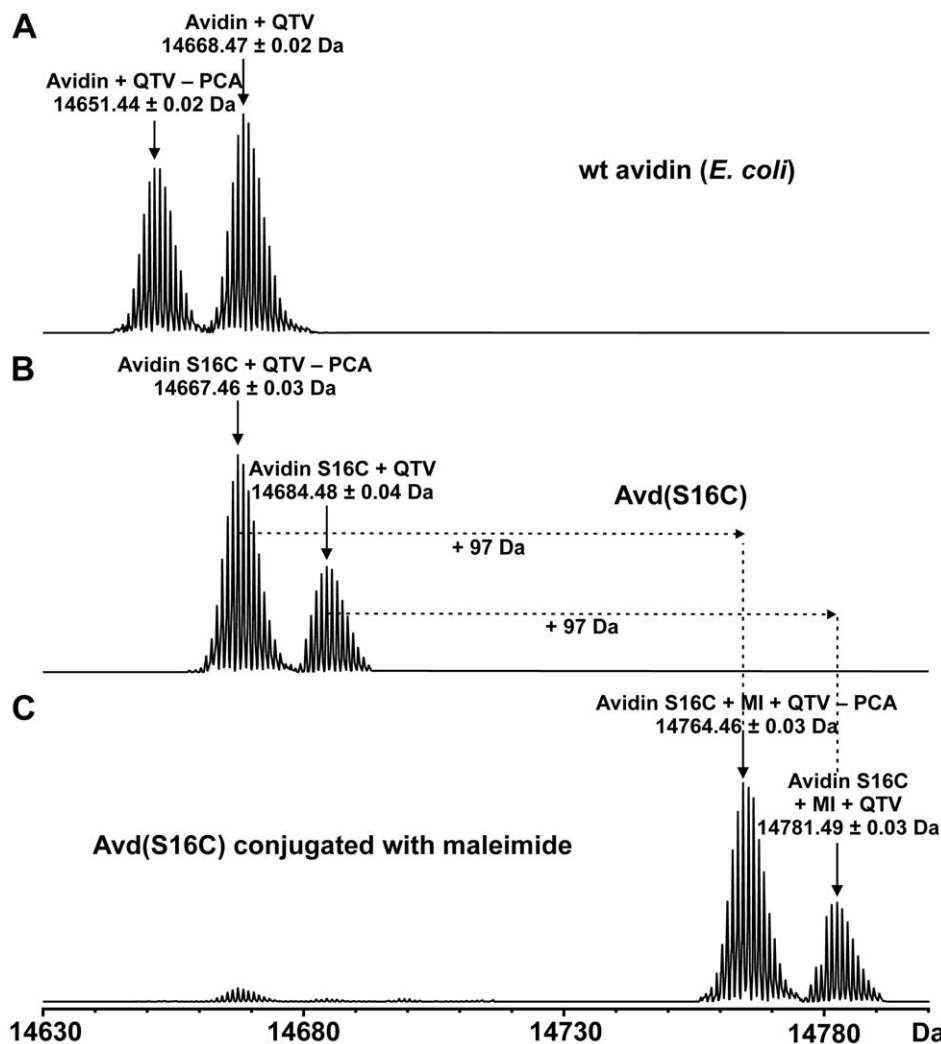 A
Avidin + QTV
14668.47 ± 0.02 Da
Avidin + QTV – PCA
14651.44 ± 0.02 Da
wt avidin (E. coli)
B
Avidin S16C + QTV – PCA
14667.46 ± 0.03 Da
Avidin S16C + QTV
14684.48 ± 0.04 Da
Avd(S16C)
+ 97 Da
+ 97 Da
C
Avidin S16C + MI + QTV – PCA
14764.46 ± 0.03 Da
Avidin S16C
+ MI + QTV
14781.49 ± 0.03 Da
Avd(S16C) conjugated with maleimide
14630 14680 14730 14780 Da